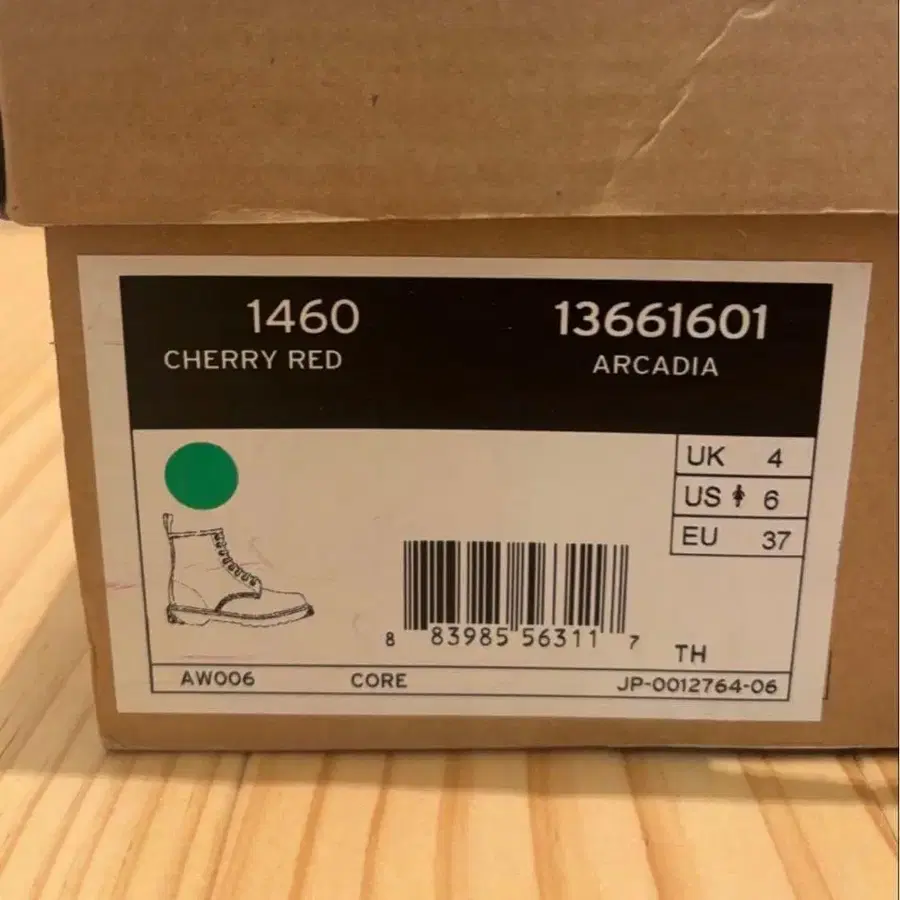 1460
CHERRY RED
13661601
ARCADIA
UK 4
US 6
EU 37
8 83985 56311 7
TH
AW006
CORE
JP-0012764-06